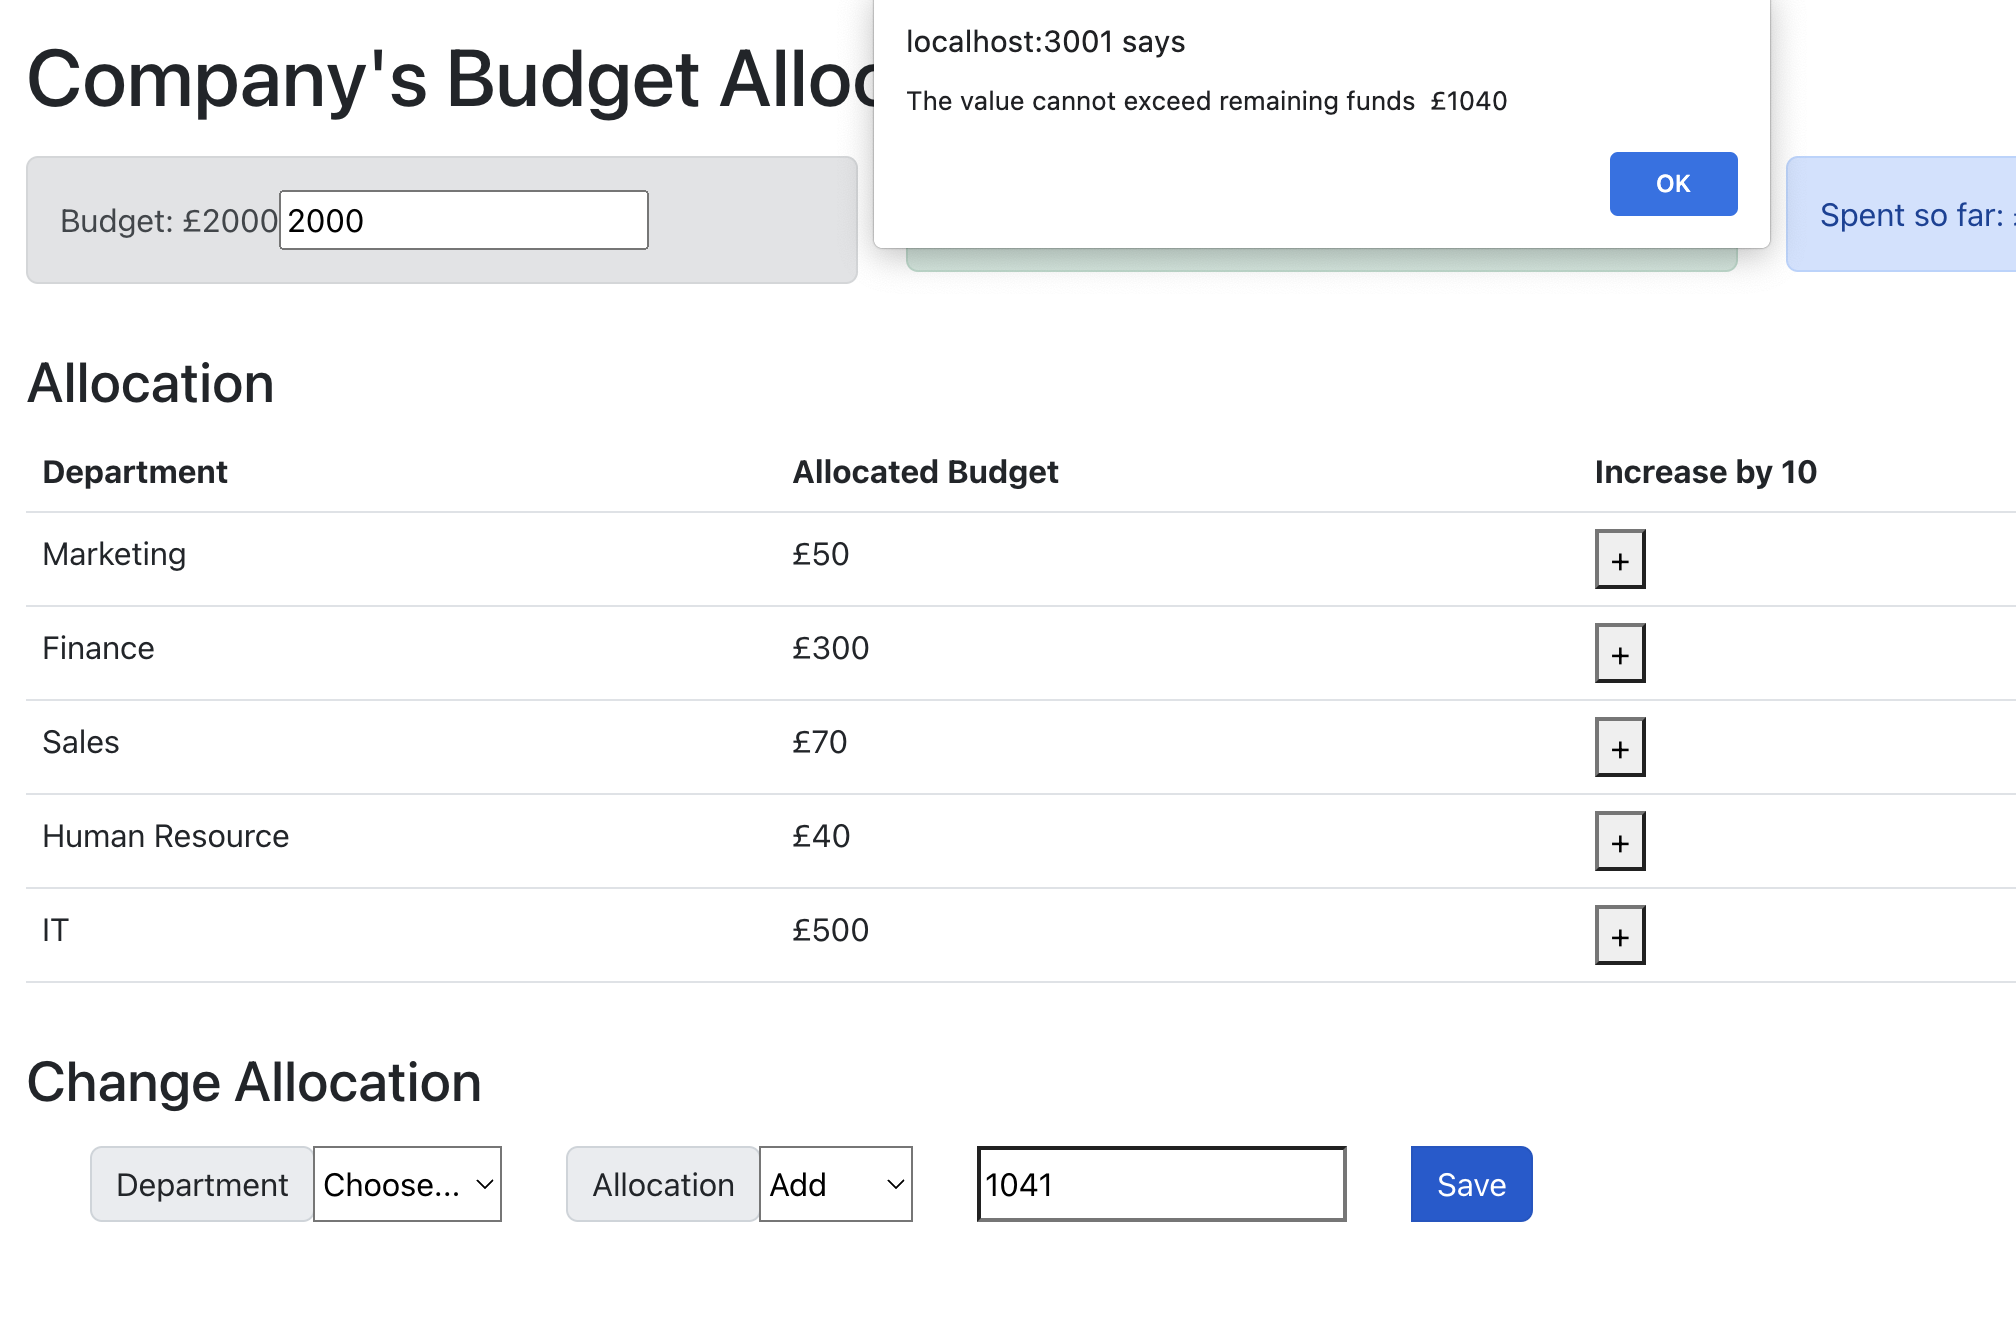 Company's Budget Alloc
localhost:3001 says
The value cannot exceed remaining funds £1040
OK
Budget: £2000 2000
Spent so far:
Allocation
Department Allocated Budget Increase by 10
Marketing £50 +
Finance £300 +
Sales £70 +
Human Resource £40 +
IT £500 +
Change Allocation
Department Choose... Allocation Add 1041 Save